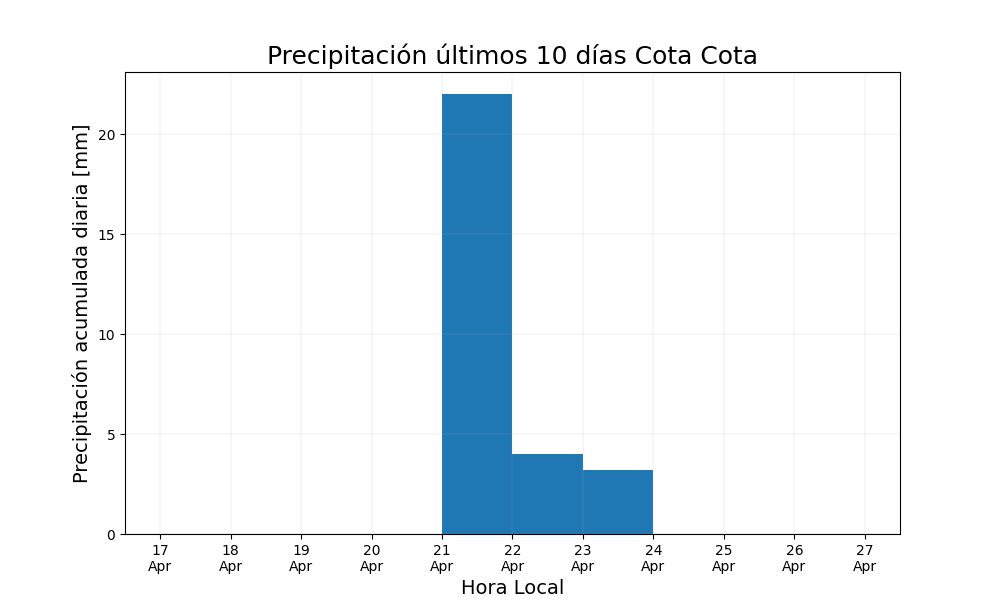 Precipitación últimos 10 días Cota Cota
Precipitación acumulada diaria [mm]
20
15
10
5
0
17 18 19 20 21 22 23 24 25 26 27
Apr Apr Apr Apr Apr Apr Apr Apr Apr Apr Apr
Hora Local